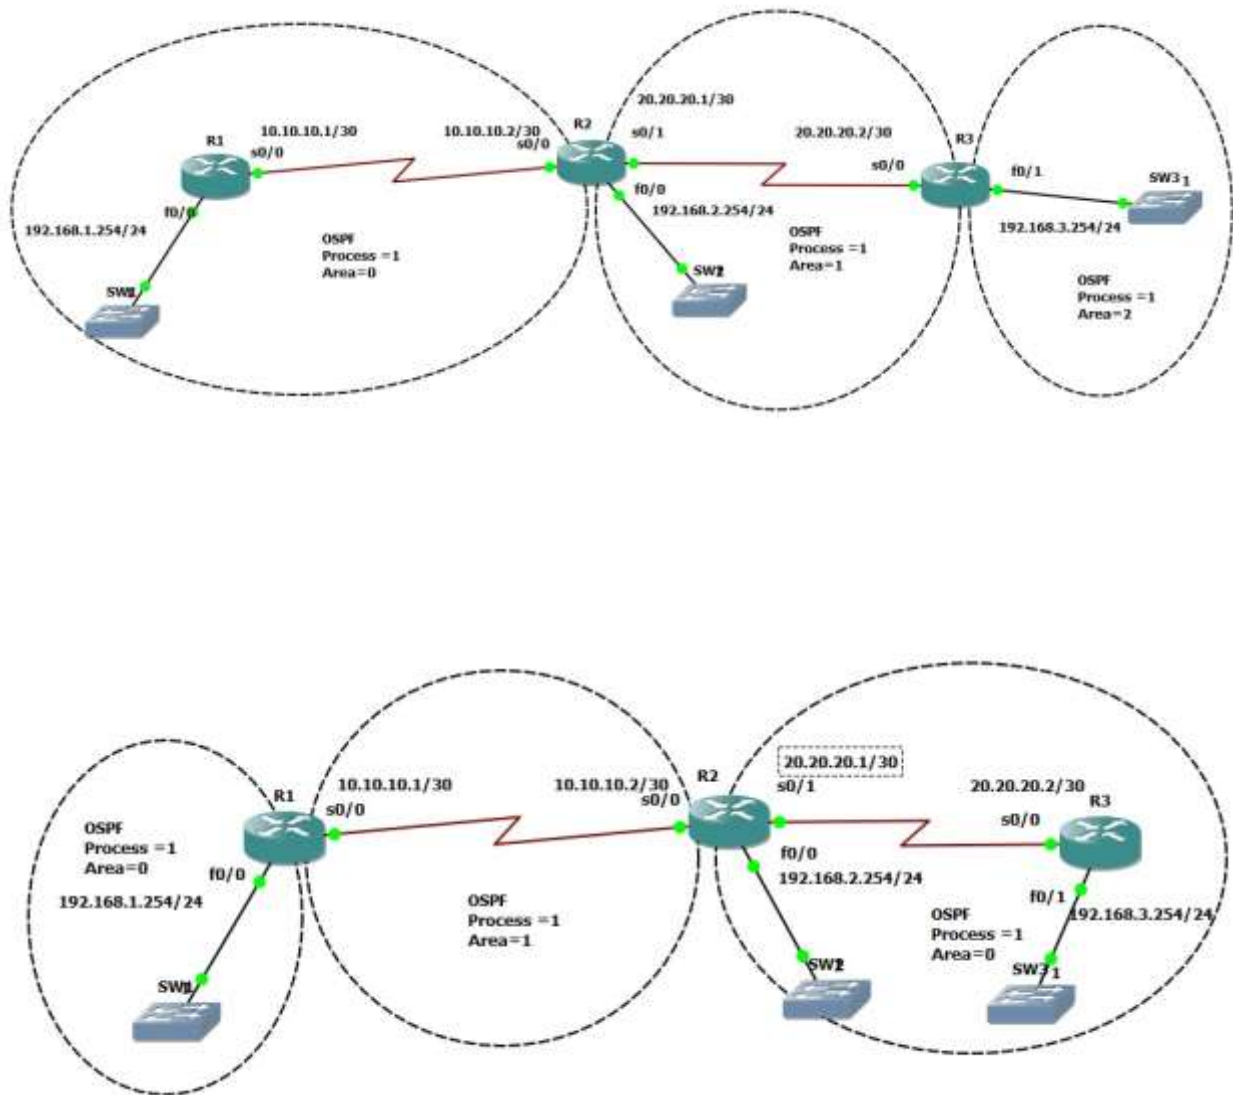 20.20.20.1/30
R1
10.10.10.1/30
s0/0
10.10.10.2/30
s0/0
R2
s0/1
20.20.20.2/30
s0/0
R3
f0/1
SW3 1
f0/0
192.168.1.254/24
f0/0
192.168.2.254/24
192.168.3.254/24
OSPF
Process =1
Area=0
OSPF
Process =1
Area=1
OSPF
Process =1
Area=2
R1
10.10.10.1/30
s0/0
10.10.10.2/30
s0/0
R2
20.20.20.1/30
s0/1
20.20.20.2/30
s0/0
R3
OSPF
Process =1
Area=0
f0/0
192.168.1.254/24
f0/0
192.168.2.254/24
f0/1
192.168.3.254/24
OSPF
Process =1
Area=1
OSPF
Process =1
Area=0
SW3 1